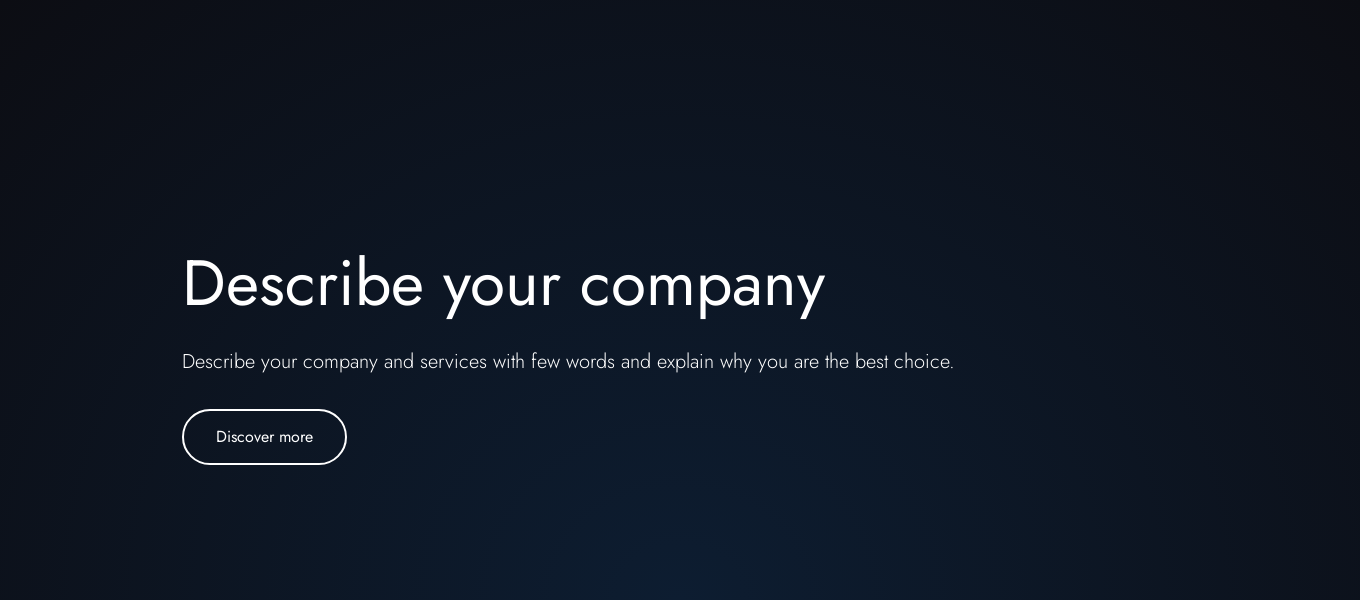 Describe your company
Describe your company and services with few words and explain why you are the best choice.
Discover more